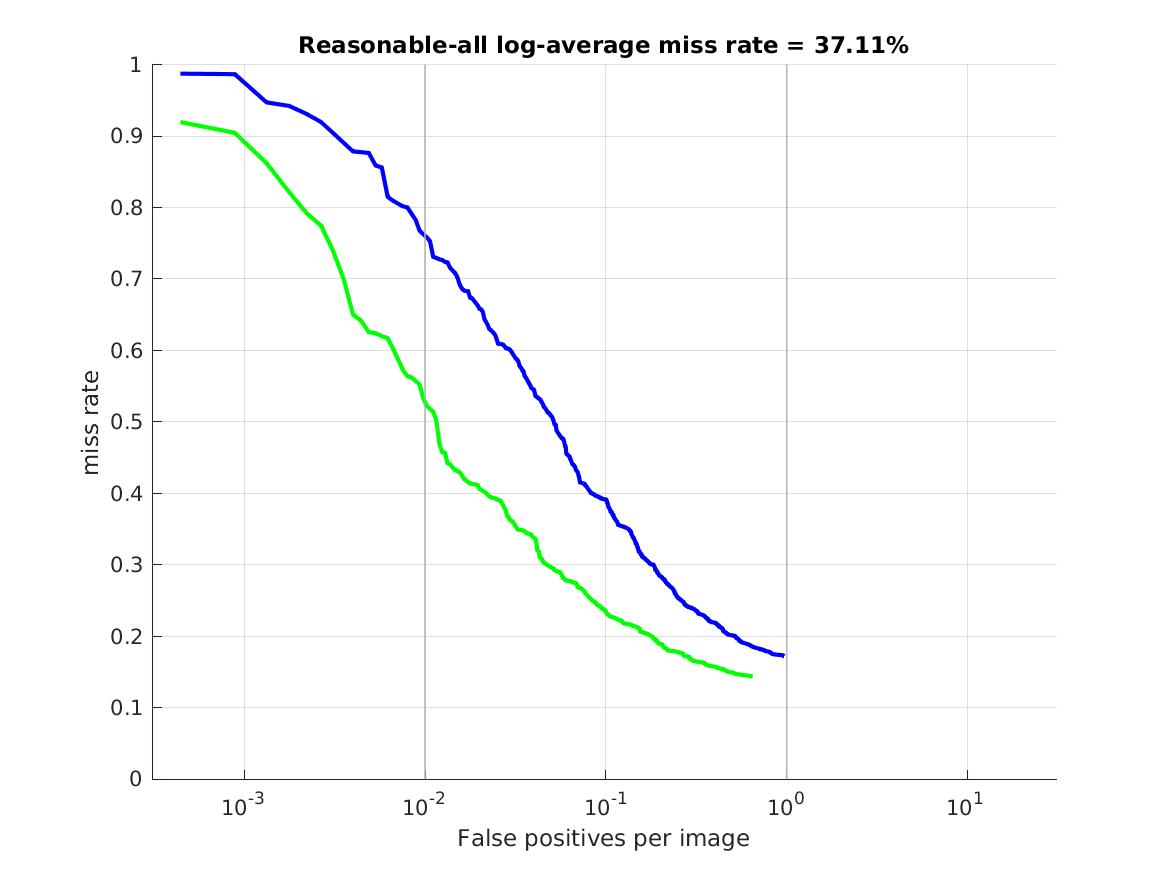 Reasonable-all log-average miss rate = 37.11%
1
0.9
0.8
0.7
0.6
0.5
0.4
0.3
0.2
0.1
0
miss rate
10^-3 10^-2 10^-1 10^0 10^1
False positives per image